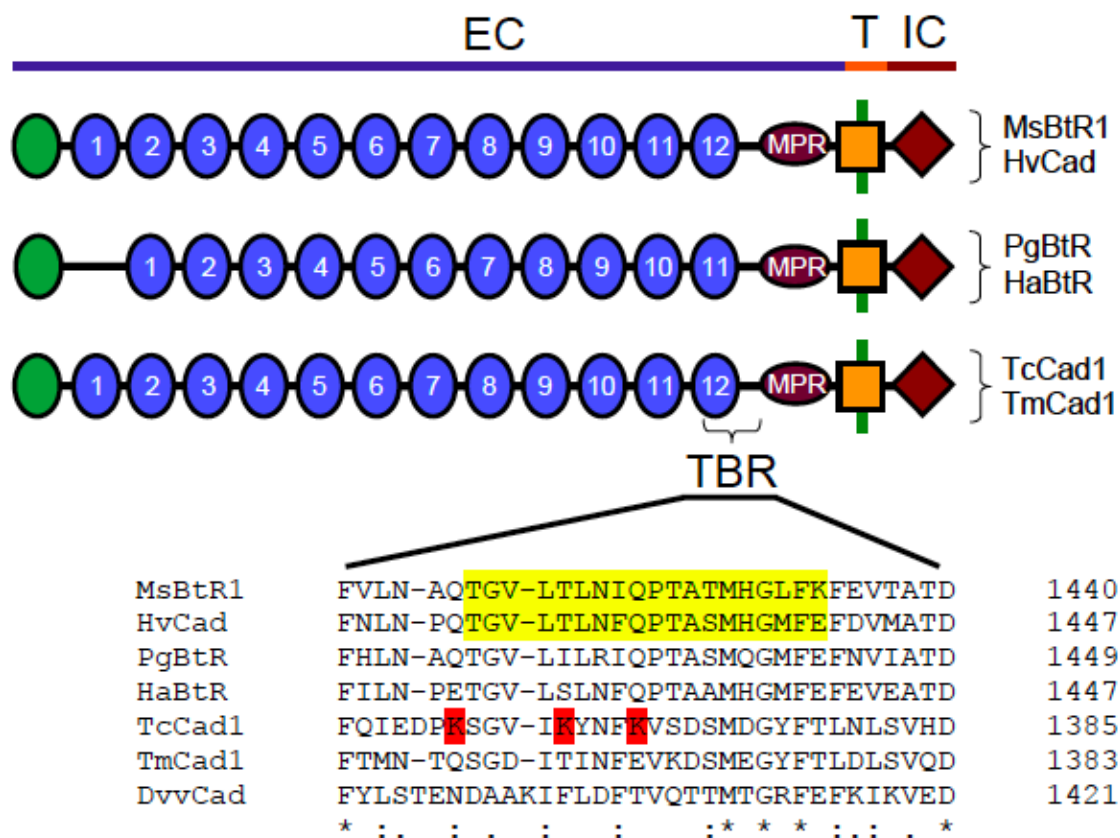 EC T IC
1 2 3 4 5 6 7 8 9 10 11 12 MPR
MsBtR1
HvCad
1 2 3 4 5 6 7 8 9 10 11 MPR
PgBtR
HaBtR
1 2 3 4 5 6 7 8 9 10 11 12 MPR
TcCad1
TmCad1
TBR
MsBtR1 FVLN-AQTGV-LTLNIQPTATMHGLFKFEVTATD 1440
HvCad FNLPN-PQTGV-LTLNFQPTASMHGMFEFDVMATD 1447
PgBtR FHLN-AQTGV-LILRIQPTASMQGMFEFNVIATD 1449
HaBtR FILN-PETGV-LSLNFQPTAAMHGMFEFEVEATD 1447
TcCad1 FQIEDPKSGV-IKYNFKVSDSMDGYFTLNLSVHD 1385
TmCad1 FTMN-TQSGD-ITINFEVKDSMEGYFTLDLSVQD 1383
DvvCad FYLSTENDAAKIFLDFTVQTTMTGRFEFKIKVED 1421